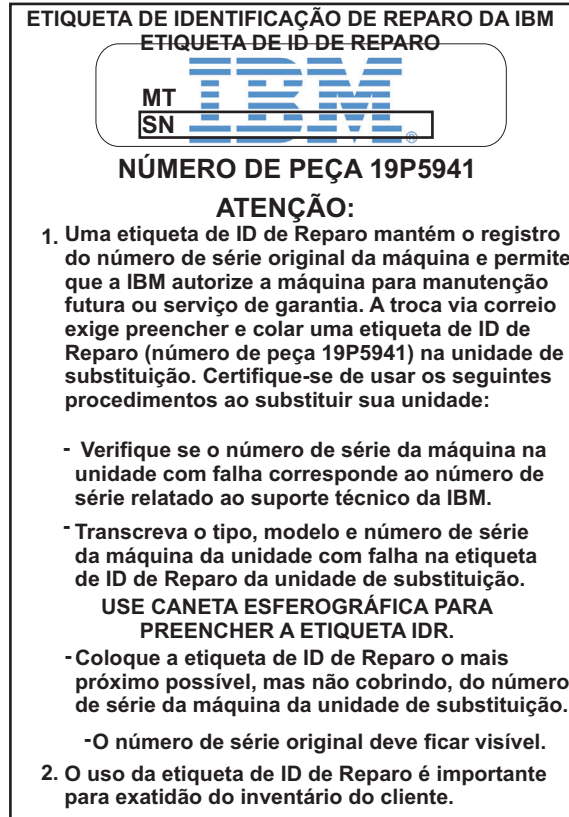 ETIQUETA DE IDENTIFICAÇÃO DE REPARO DA IBM
ETIQUETA DE ID DE REPARO
IBM®
MT
SN
NÚMERO DE PEÇA 19P5941
ATENÇÃO:
1. Uma etiqueta de ID de Reparo mantém o registro
do número de série original da máquina e permite
que a IBM autorize a máquina para manutenção
futura ou serviço de garantia. A troca via correio
exige preencher e colar uma etiqueta de ID de
Reparo (número de peça 19P5941) na unidade de
substituição. Certifique-se de usar os seguintes
procedimentos ao substituir sua unidade:
- Verifique se o número de série da máquina na
unidade com falha corresponde ao número de
série relatado ao suporte técnico da IBM.
- Transcreva o tipo, modelo e número de série
da máquina da unidade com falha na etiqueta
de ID de Reparo da unidade de substituição.
USE CANETA ESFEROGRÁFICA PARA
PREENCHER A ETIQUETA IDR.
- Coloque a etiqueta de ID de Reparo o mais
próximo possível, mas não cobrindo, do número
de série da máquina da unidade de substituição.
- O número de série original deve ficar visível.
2. O uso da etiqueta de ID de Reparo é importante
para exatidão do inventário do cliente.